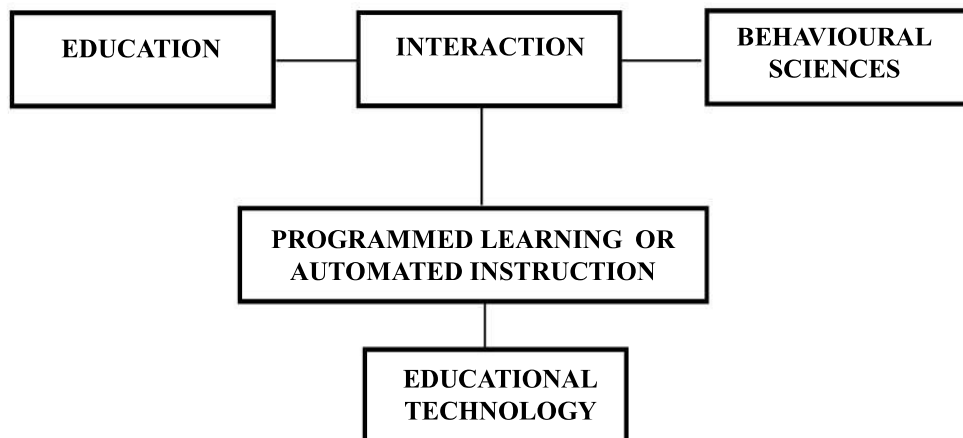 EDUCATION
INTERACTION
BEHAVIOURAL
SCIENCES
PROGRAMMED LEARNING OR
AUTOMATED INSTRUCTION
EDUCATIONAL
TECHNOLOGY